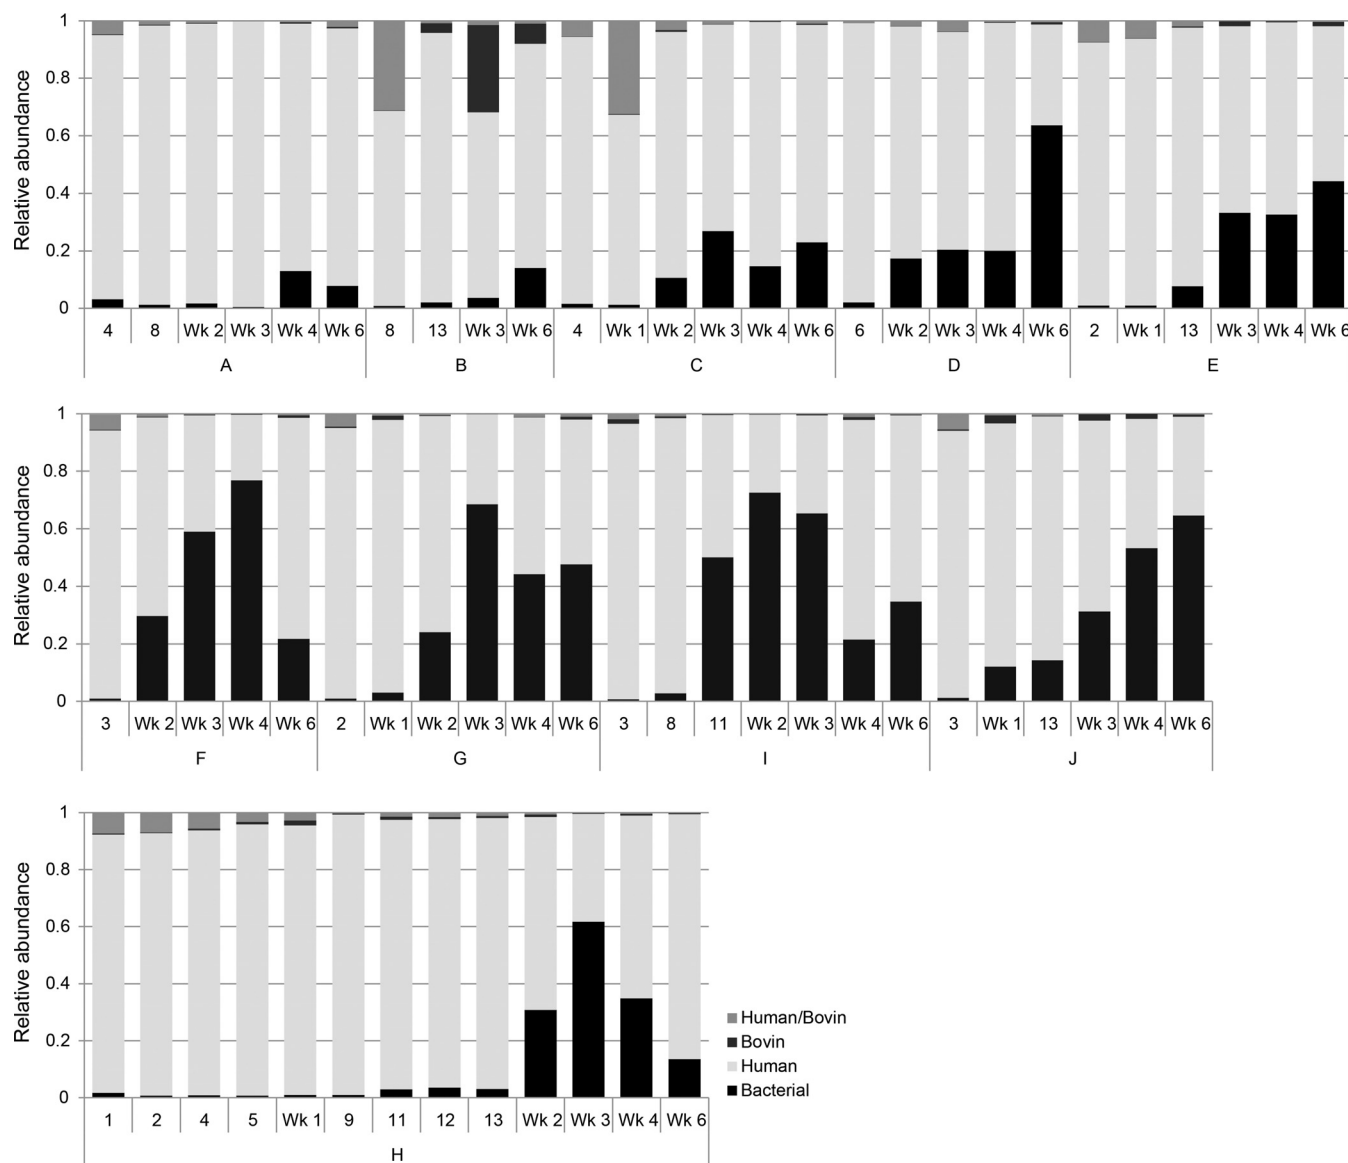 Relative abundance
1
0.8
0.6
0.4
0.2
0
4 8 Wk 2 Wk 3 Wk 4 Wk 6 8 13 Wk 3 Wk 6 4 Wk 1 Wk 2 Wk 3 Wk 4 Wk 6 6 Wk 2 Wk 3 Wk 4 Wk 6 2 Wk 1 13 Wk 3 Wk 4 Wk 6
A B C D E
Relative abundance
1
0.8
0.6
0.4
0.2
0
3 Wk 2 Wk 3 Wk 4 Wk 6 2 Wk 1 Wk 2 Wk 3 Wk 4 Wk 6 3 8 11 Wk 2 Wk 3 Wk 4 Wk 6 3 Wk 1 13 Wk 3 Wk 4 Wk 6
F G I J
Relative abundance
1
0.8
0.6
0.4
0.2
0
1 2 4 5 Wk 1 9 11 12 13 Wk 2 Wk 3 Wk 4 Wk 6
H
Human/Bovin
Bovin
Human
Bacterial